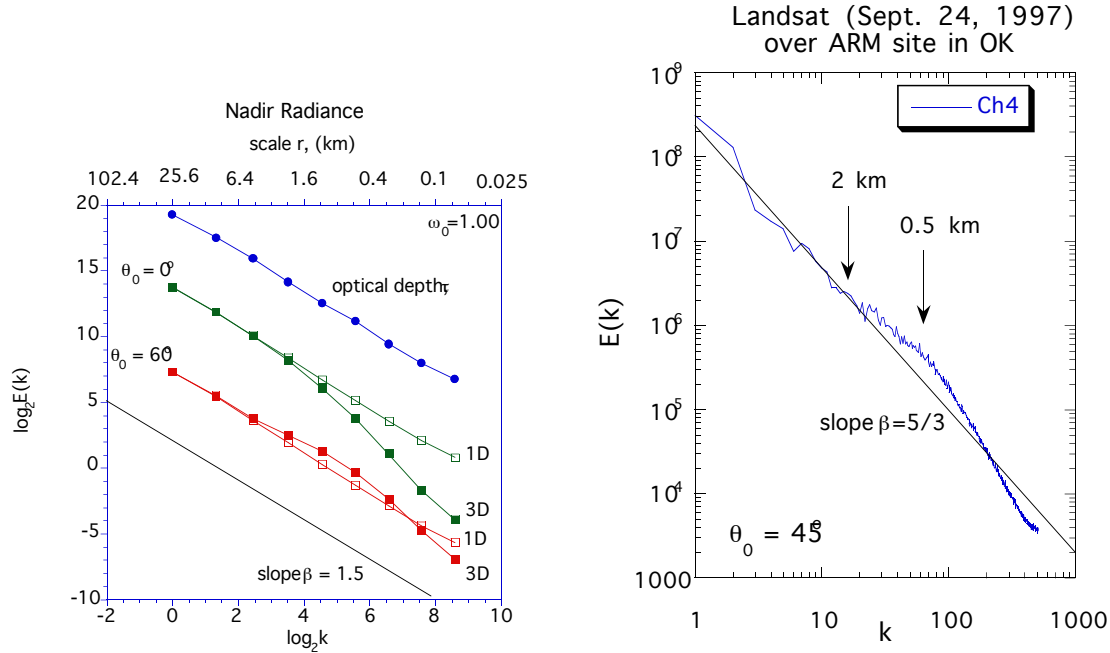 Nadir Radiance
scale r, (km)
102.4 25.6 6.4 1.6 0.4 0.1 0.025
20
15
10
5
0
-5
-10
log2E(k)
ω0=1.00
θ0 = 0°
optical depth,τ
θ0 = 60°
1D
3D
1D
3D
slope β = 1.5
-2 0 2 4 6 8 10
log2k
Landsat (Sept. 24, 1997)
over ARM site in OK
10^9
10^8
10^7
10^6
10^5
10^4
1000
E(k)
Ch4
2 km
0.5 km
slope β=5/3
θ0 = 45°
1 10 100 1000
k